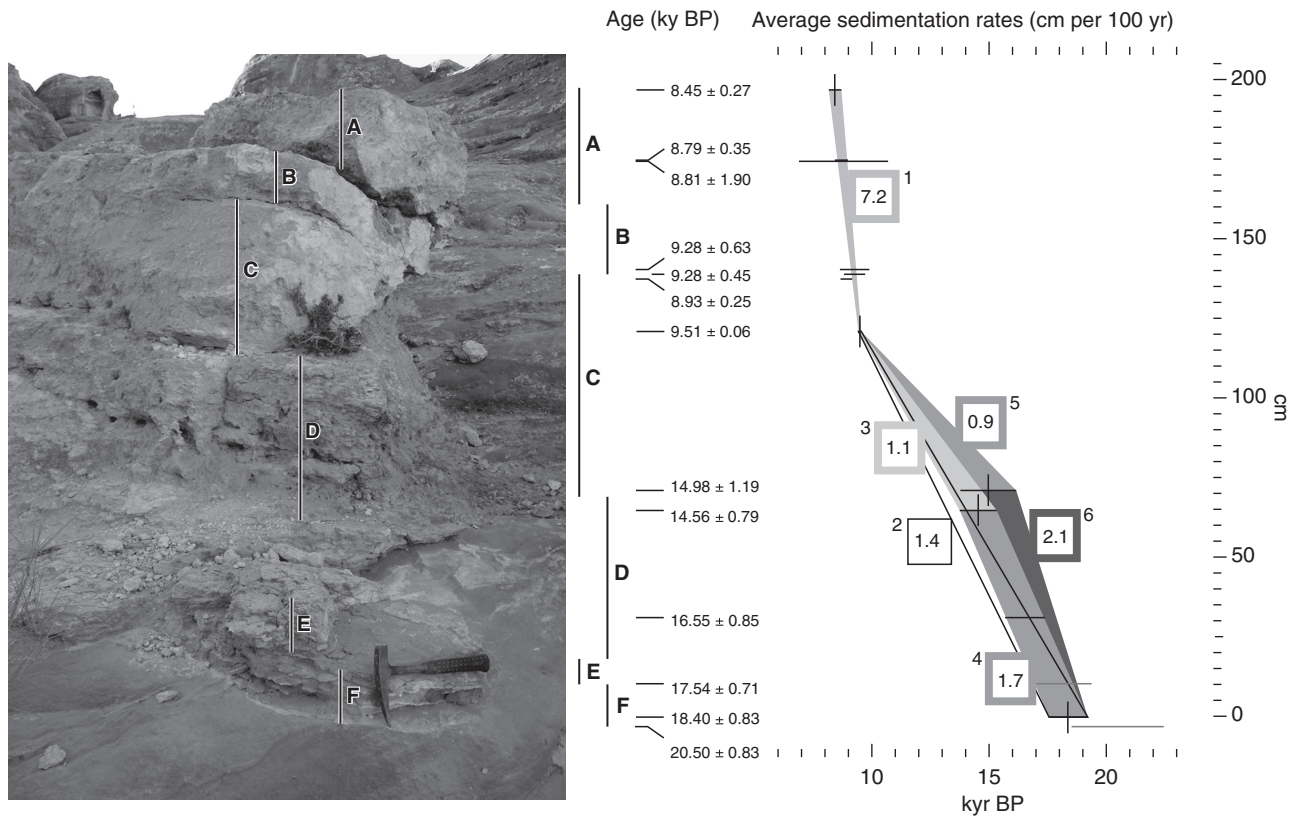 Age (ky BP)
Average sedimentation rates (cm per 100 yr)
A
B
C
D
E
F
A
B
C
D
E
F
8.45 ± 0.27
8.79 ± 0.35
8.81 ± 1.90
9.28 ± 0.63
9.28 ± 0.45
8.93 ± 0.25
9.51 ± 0.06
14.98 ± 1.19
14.56 ± 0.79
16.55 ± 0.85
17.54 ± 0.71
18.40 ± 0.83
20.50 ± 0.83
7.2 1
0.9 5
3 1.1
2 1.4
2.1 6
4 1.7
200
150
100
50
0
cm
10 15 20
kyr BP